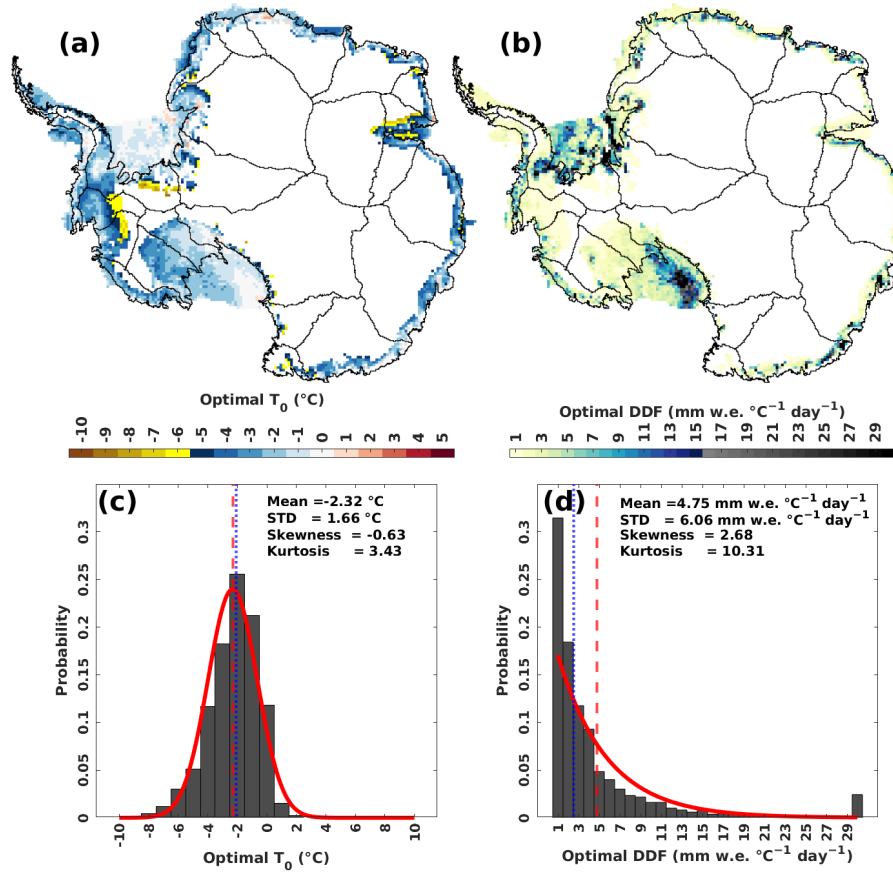 (a)
(b)
Optimal T0 (°C)
-10 -9 -8 -7 -6 -5 -4 -3 -2 -1 0 1 2 3 4 5
Optimal DDF (mm w.e. °C−1 day−1)
1 3 5 7 9 11 13 15 17 19 21 23 25 27 29
(c)
Mean =-2.32 °C
STD = 1.66 °C
Skewness = -0.63
Kurtosis = 3.43
Probability
0.3
0.25
0.2
0.15
0.1
0.05
0
-10 -8 -6 -4 -2 0 2 4 6 8 10
Optimal T0 (°C)
(d)
Mean =4.75 mm w.e. °C−1 day−1
STD = 6.06 mm w.e. °C−1 day−1
Skewness = 2.68
Kurtosis = 10.31
Probability
0.3
0.25
0.2
0.15
0.1
0.05
0
1 3 5 7 9 11 13 15 17 19 21 23 25 27 29
Optimal DDF (mm w.e. °C−1 day−1)